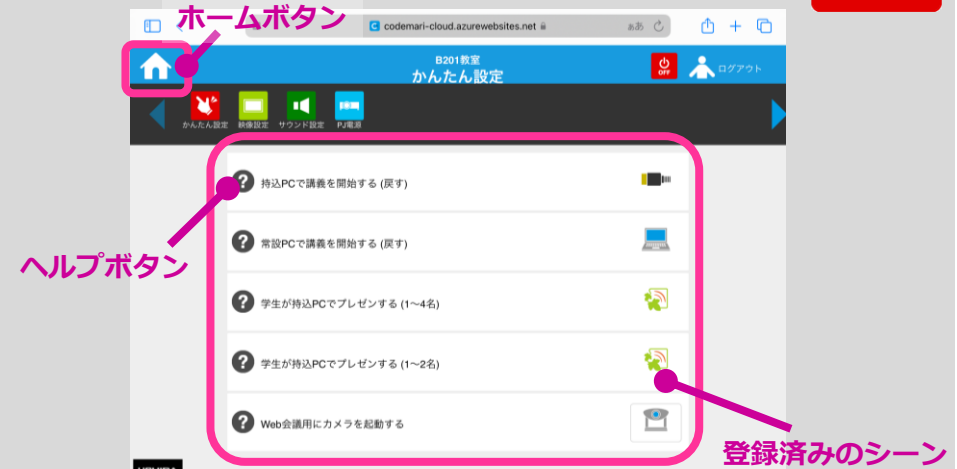 ホームボタン
codemari-cloud.azurewebsites.net
ああ
B201教室
かんたん設定
OFF
ログアウト
かんたん設定
映像設定
サウンド設定
PJ電源
? 持込PCで講義を開始する (戻す)
ヘルプボタン
? 常設PCで講義を開始する (戻す)
? 学生が持込PCでプレゼンする (1〜4名)
? 学生が持込PCでプレゼンする (1〜2名)
? Web会議用にカメラを起動する
登録済みのシーン